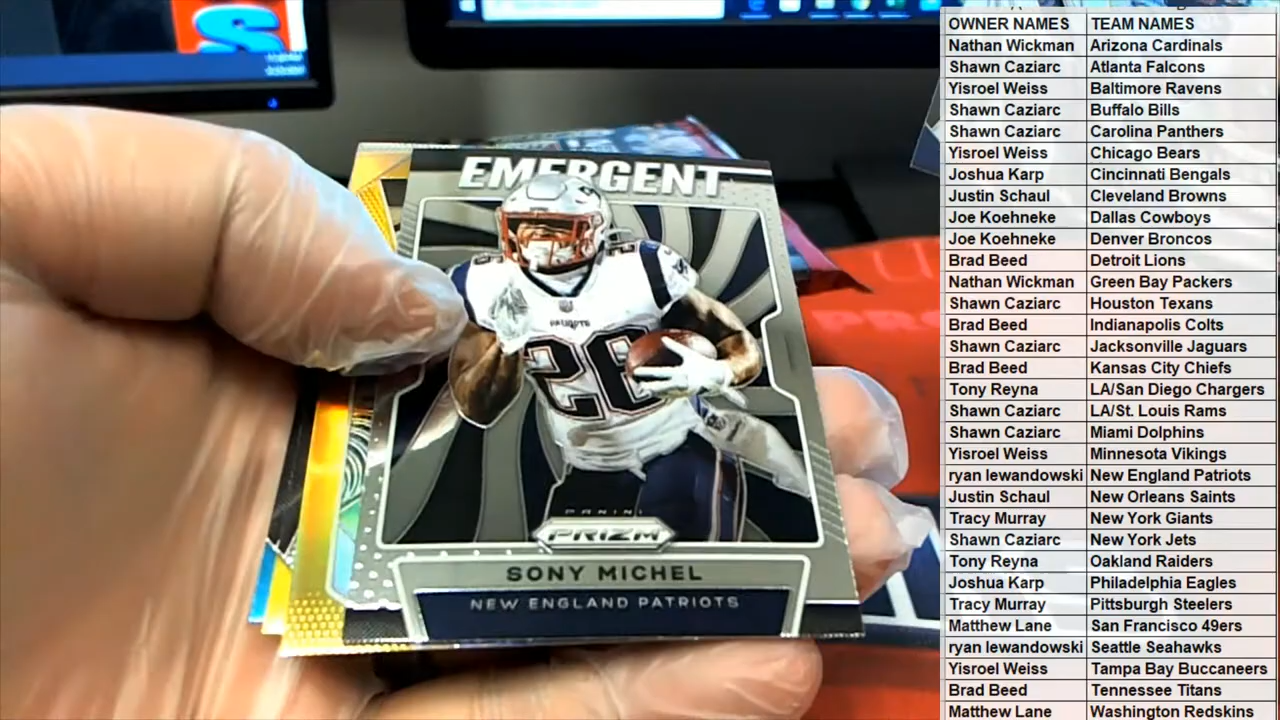 EMERGENT
PATRIOTS
26
PANINI
PRIZM
SONY MICHEL
NEW ENGLAND PATRIOTS
OWNER NAMES TEAM NAMES
Nathan Wickman Arizona Cardinals
Shawn Caziarc Atlanta Falcons
Yisroel Weiss Baltimore Ravens
Shawn Caziarc Buffalo Bills
Shawn Caziarc Carolina Panthers
Yisroel Weiss Chicago Bears
Joshua Karp Cincinnati Bengals
Justin Schaul Cleveland Browns
Joe Koehneke Dallas Cowboys
Joe Koehneke Denver Broncos
Brad Beed Detroit Lions
Nathan Wickman Green Bay Packers
Shawn Caziarc Houston Texans
Brad Beed Indianapolis Colts
Shawn Caziarc Jacksonville Jaguars
Brad Beed Kansas City Chiefs
Tony Reyna LA/San Diego Chargers
Shawn Caziarc LA/St. Louis Rams
Shawn Caziarc Miami Dolphins
Yisroel Weiss Minnesota Vikings
ryan lewandowski New England Patriots
Justin Schaul New Orleans Saints
Tracy Murray New York Giants
Shawn Caziarc New York Jets
Tony Reyna Oakland Raiders
Joshua Karp Philadelphia Eagles
Tracy Murray Pittsburgh Steelers
Matthew Lane San Francisco 49ers
ryan lewandowski Seattle Seahawks
Yisroel Weiss Tampa Bay Buccaneers
Brad Beed Tennessee Titans
Matthew Lane Washington Redskins